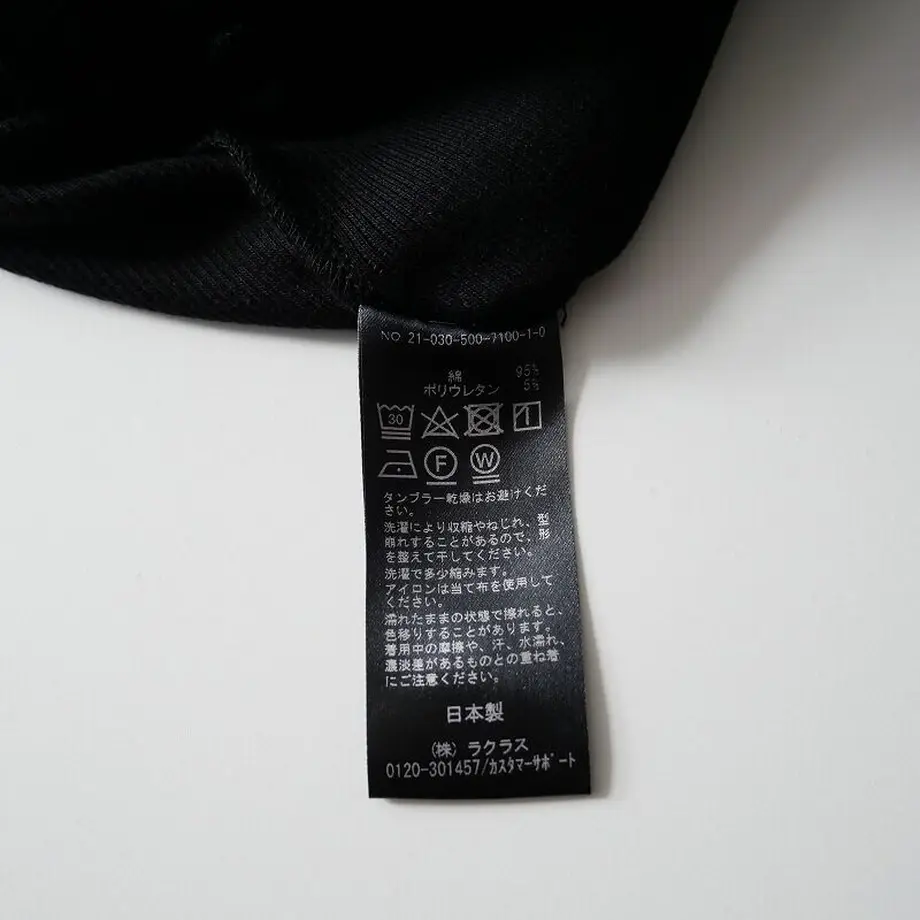 NO 21-030-500-7100-1-0
綿 95%
ポリウレタン 5%
30
F W
タンブラー乾燥はお避けくだ
さい。
洗濯により収縮やねじれ、型
崩れすることがあるので、形
を整えて干してください。
洗濯で多少縮みます。
アイロンは当て布を使用して
ください。
濡れたままの状態で擦れると、
色移りすることがあります。
着用中の摩擦や、汗、水濡れ、
濃淡差があるものとの重ね着
にご注意ください。
日本製
(株) ラクラス
0120-301457/カスタマーサポート